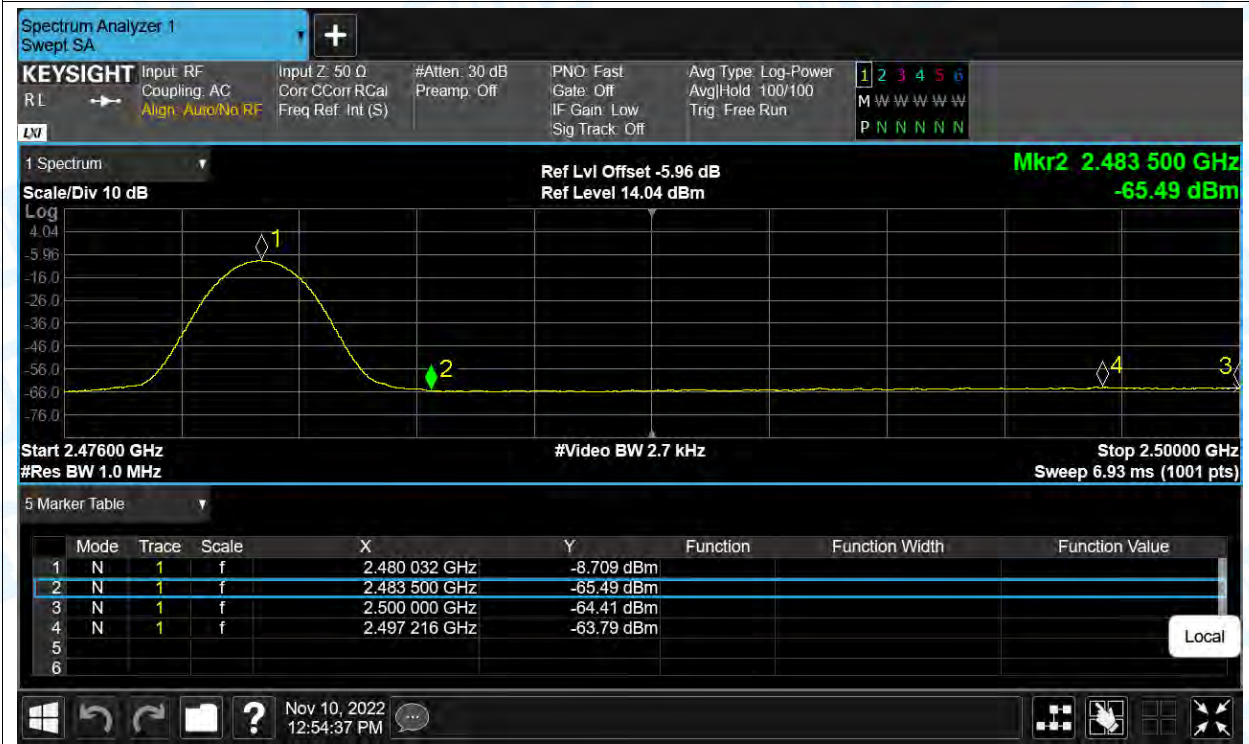 Spectrum Analyzer 1
Swept SA
+
KEYSIGHT
RL
LXI
Input: RF
Coupling: AC
Align: Auto/No RF
Input Z: 50 Ω
Corr CCorr RCal
Freq Ref: Int (S)
#Atten: 30 dB
Preamp: Off
PNO: Fast
Gate: Off
IF Gain: Low
Sig Track: Off
Avg Type: Log-Power
Avg|Hold: 100/100
Trig: Free Run
1 2 3 4 5 6
M W W W W W
P N N N N N
1 Spectrum
Scale/Div 10 dB
Ref Lvl Offset -5.96 dB
Ref Level 14.04 dBm
Mkr2 2.483 500 GHz
-65.49 dBm
Log
4.04
-5.96
-16.0
-26.0
-36.0
-46.0
-56.0
-66.0
-76.0
1
2
4
3
Start 2.47600 GHz
#Video BW 2.7 kHz
Stop 2.50000 GHz
#Res BW 1.0 MHz
Sweep 6.93 ms (1001 pts)
5 Marker Table
Mode Trace Scale X Y Function Function Width Function Value
1 N 1 f 2.480 032 GHz -8.709 dBm
2 N 1 f 2.483 500 GHz -65.49 dBm
3 N 1 f 2.500 000 GHz -64.41 dBm
4 N 1 f 2.497 216 GHz -63.79 dBm
5
6
Local
?
Nov 10, 2022
12:54:37 PM